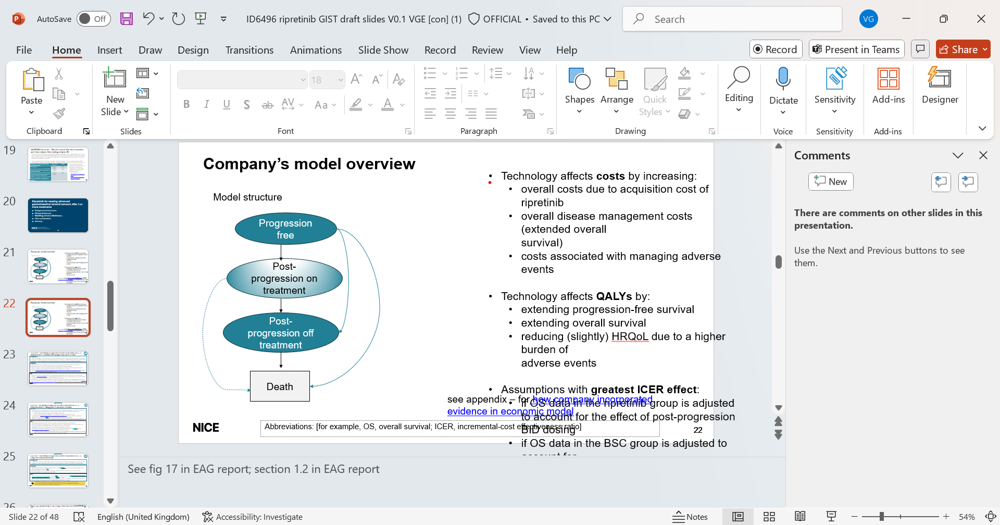 AutoSave Off
ID6496 ripretinib GIST draft slides V0.1 VGE [con] (1)
OFFICIAL • Saved to this PC
Search
VG
File Home Insert Draw Design Transitions Animations Slide Show Record Review View Help
Record Present in Teams Share
Paste
Clipboard
New
Slide
Slides
18
B I U S ab AV Aa A
Font
Paragraph
Shapes Arrange Quick
Styles
Drawing
Editing
Dictate
Voice
Sensitivity
Sensitivity
Add-ins
Add-ins
Designer
19
20
21
22
23
24
25
26
Company's model overview
Model structure
Progression
free
Post-
progression on
treatment
Post-
progression off
treatment
Death
• Technology affects costs by increasing:
• overall costs due to acquisition cost of
ripretinib
• overall disease management costs
(extended overall
survival)
• costs associated with managing adverse
events
• Technology affects QALYs by:
• extending progression-free survival
• extending overall survival
• reducing (slightly) HRQoL due to a higher
burden of
adverse events
• Assumptions with greatest ICER effect:
• if OS data in the ripretinib group is adjusted
to account for the effect of post-progression
BID dosing
• if OS data in the BSC group is adjusted to
account for
see appendix – for how company incorporated
evidence in economic model
NICE
Abbreviations: [for example, OS, overall survival; ICER, incremental-cost effectiveness ratio]
22
See fig 17 in EAG report; section 1.2 in EAG report
Comments
New
There are comments on other slides in this
presentation.
Use the Next and Previous buttons to see
them.
Slide 22 of 48
English (United Kingdom)
Accessibility: Investigate
Notes
54%